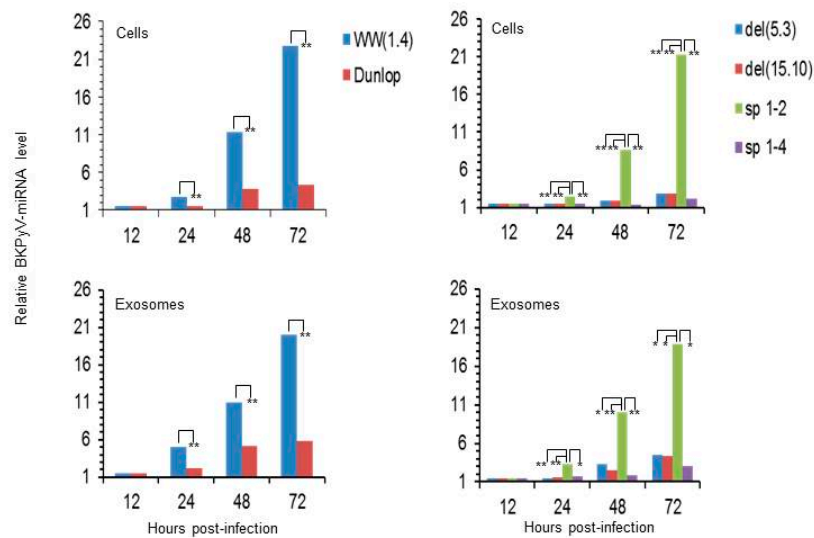 Relative BKPyV-miRNA level
26
21
16
11
6
1
Cells
WW(1.4)
Dunlop
**
**
**
12 24 48 72
26
21
16
11
6
1
Cells
del(5.3)
del(15.10)
sp 1-2
sp 1-4
** ** **
** ** **
** ** **
12 24 48 72
26
21
16
11
6
1
Exosomes
**
**
**
12 24 48 72
Hours post-infection
26
21
16
11
6
1
Exosomes
** ** *
* ** **
* * *
12 24 48 72
Hours post-infection